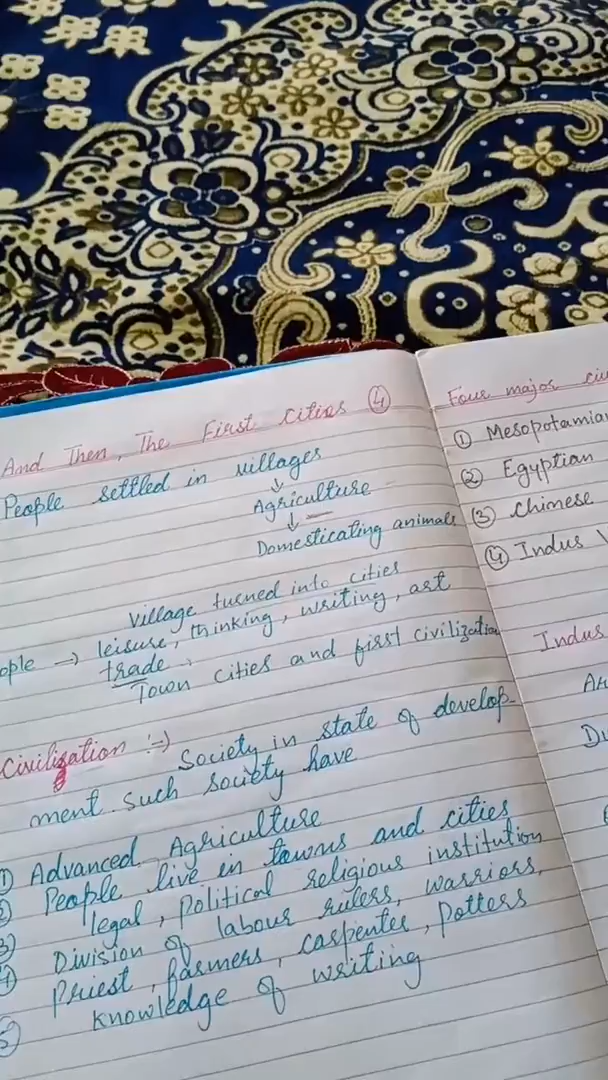 And Then, The First Cities ④
People settled in villages
↓
Agriculture
↓
Domesticating animals
Village turned into cities
ople → leisure, thinking, writing, art
trade
Town cities and first civilization
Civilization :→
Society in state of develop-
ment such society have
① Advanced Agriculture
② People live in towns and cities
③ legal, political religious institution
④ Division of labour rulers, warriors,
Priest, farmers, carpenter, potters
⑤ knowledge of writing
Four major civ
① Mesopotamian
② Egyptian
③ Chinese
④ Indus V
Indus